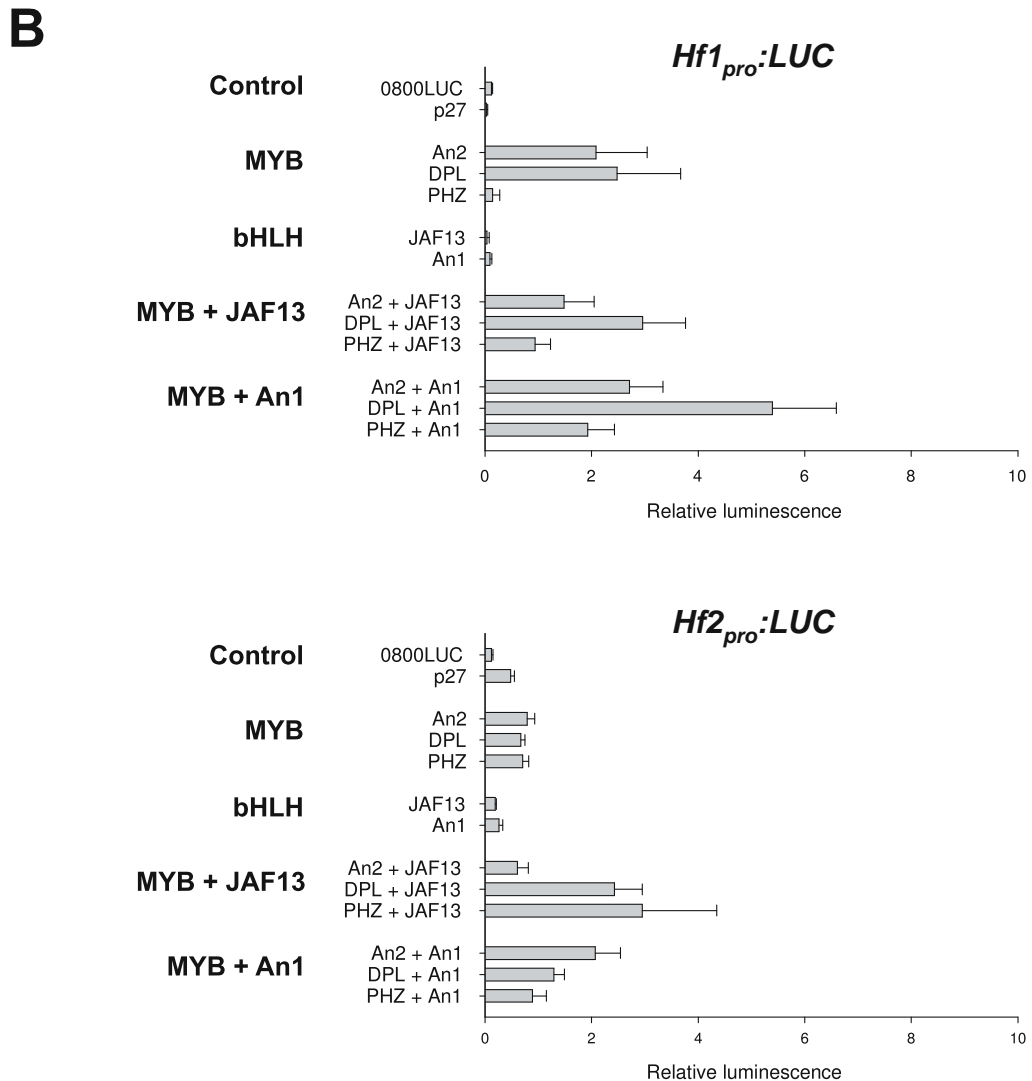 B
Hf1pro:LUC
Control
0800LUC
p27
MYB
An2
DPL
PHZ
bHLH
JAF13
An1
MYB + JAF13
An2 + JAF13
DPL + JAF13
PHZ + JAF13
MYB + An1
An2 + An1
DPL + An1
PHZ + An1
0 2 4 6 8 10
Relative luminescence
Hf2pro:LUC
Control
0800LUC
p27
MYB
An2
DPL
PHZ
bHLH
JAF13
An1
MYB + JAF13
An2 + JAF13
DPL + JAF13
PHZ + JAF13
MYB + An1
An2 + An1
DPL + An1
PHZ + An1
0 2 4 6 8 10
Relative luminescence